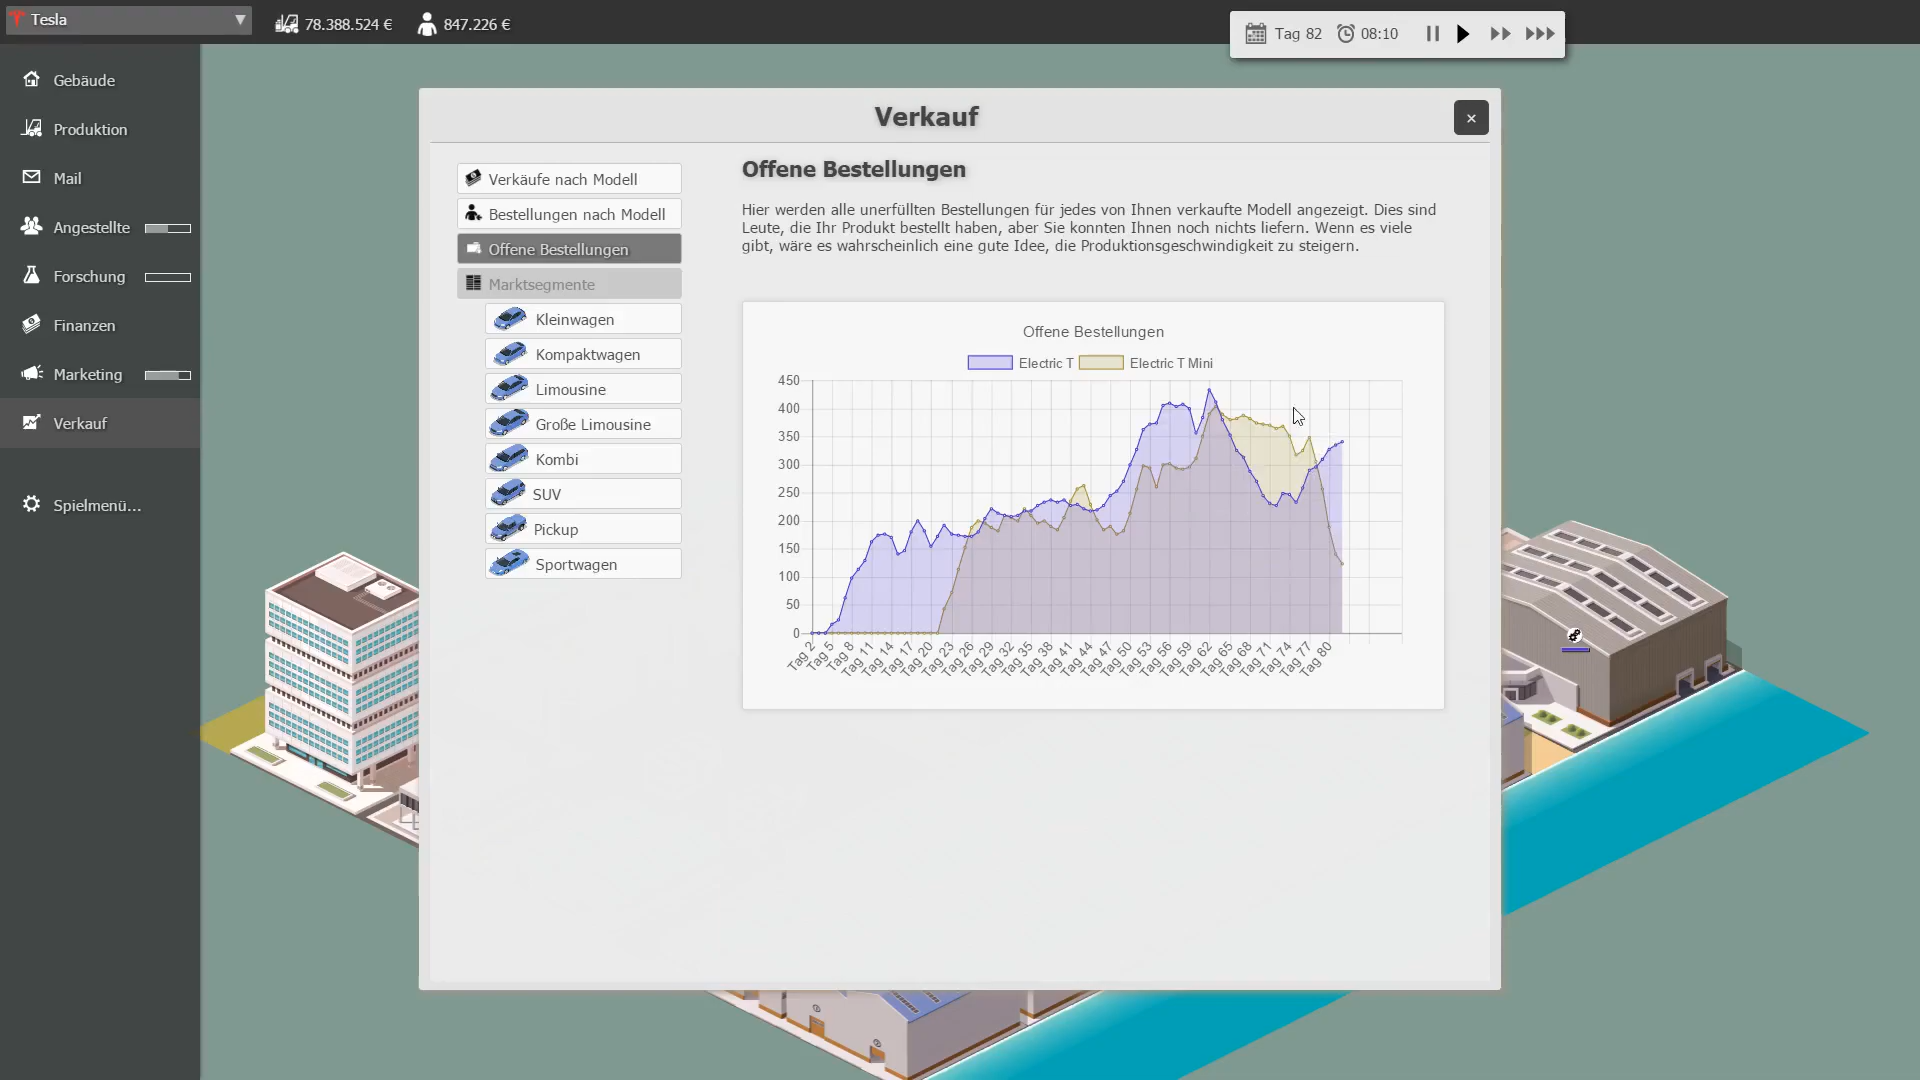 Tesla
78.388.524 €
847.226 €
Tag 82
08:10
Gebäude
Produktion
Mail
Angestellte
Forschung
Finanzen
Marketing
Verkauf
Spielmenü...
Verkauf
×
Verkäufe nach Modell
Bestellungen nach Modell
Offene Bestellungen
Marktsegmente
Kleinwagen
Kompaktwagen
Limousine
Große Limousine
Kombi
SUV
Pickup
Sportwagen
Offene Bestellungen
Hier werden alle unerfüllten Bestellungen für jedes von Ihnen verkaufte Modell angezeigt. Dies sind
Leute, die Ihr Produkt bestellt haben, aber Sie konnten Ihnen noch nichts liefern. Wenn es viele
gibt, wäre es wahrscheinlich eine gute Idee, die Produktionsgeschwindigkeit zu steigern.
Offene Bestellungen
Electric T
Electric T Mini
450
400
350
300
250
200
150
100
50
0
Tag 2
Tag 5
Tag 8
Tag 11
Tag 14
Tag 17
Tag 20
Tag 23
Tag 26
Tag 29
Tag 32
Tag 35
Tag 38
Tag 41
Tag 44
Tag 47
Tag 50
Tag 53
Tag 56
Tag 59
Tag 62
Tag 65
Tag 68
Tag 71
Tag 74
Tag 77
Tag 80